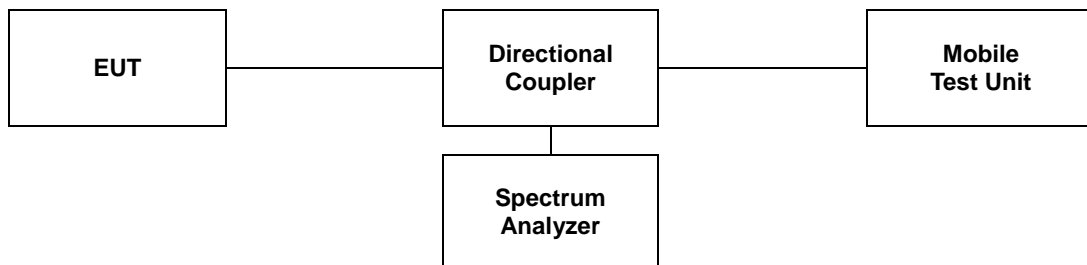 EUT
Directional
Coupler
Mobile
Test Unit
Spectrum
Analyzer